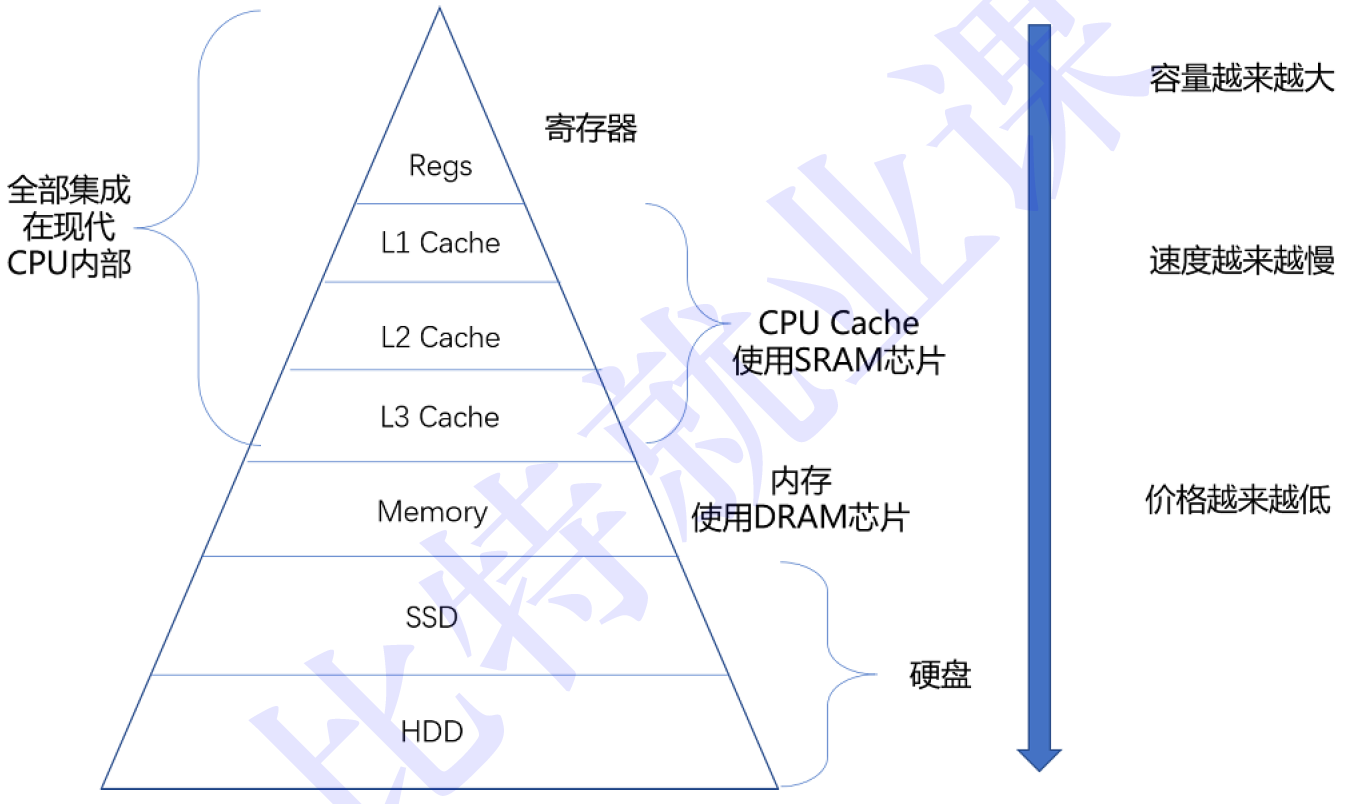 寄存器
Regs
全部集成
在现代
CPU内部
L1 Cache
L2 Cache
L3 Cache
CPU Cache
使用SRAM芯片
Memory
内存
使用DRAM芯片
SSD
HDD
硬盘
容量越来越大
速度越来越慢
价格越来越低
比特就业课